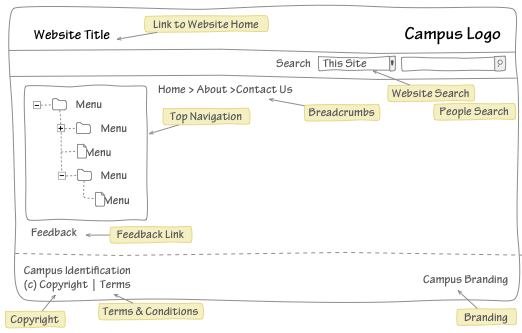 Link to Website Home
Website Title
Campus Logo
Search
This Site
Website Search
People Search
Home > About >Contact Us
Breadcrumbs
Top Navigation
Menu
Menu
Menu
Menu
Menu
Feedback
Feedback Link
Campus Identification
(c) Copyright | Terms
Campus Branding
Copyright
Terms & Conditions
Branding